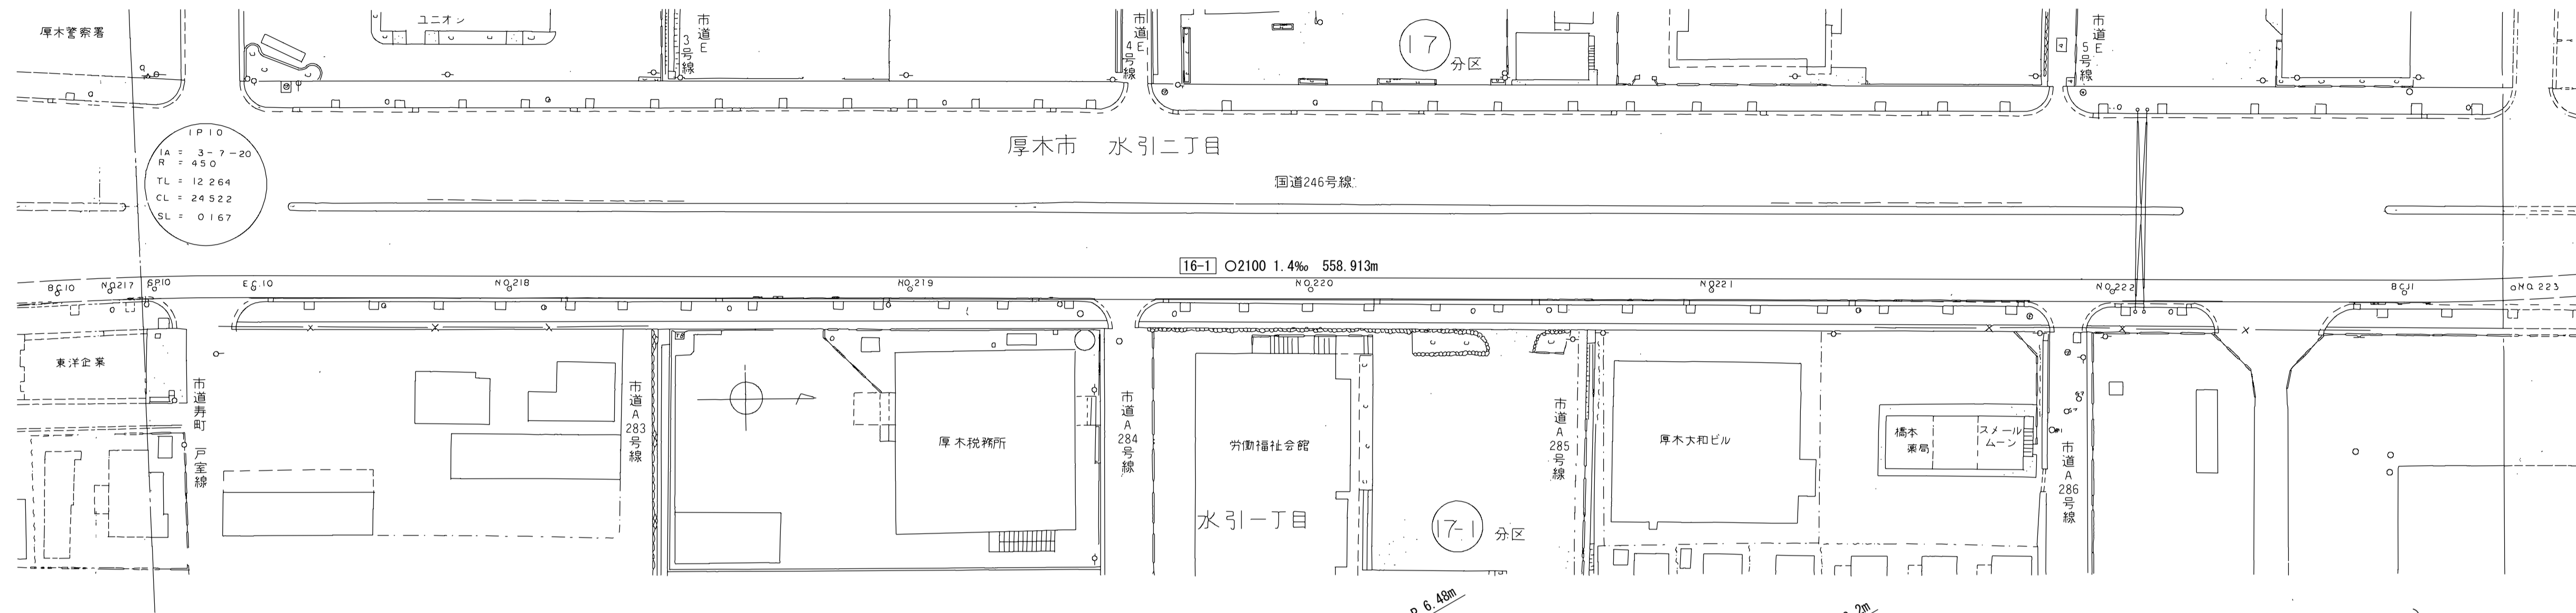 厚木警察署
ユニオン
市道E
3号線
市道E
4号線
17
分区
市道E
5号線
IP10
IA = 3-7-20
R = 450
TL = 12 264
CL = 24 522
SL = 0 167
厚木市 水引二丁目
国道246号線
16-1 ○2100 1.4‰ 558.913m
B.C.10
NO.217
S.P.10
E.C.10
NO.218
NO.219
NO.220
NO.221
NO.222
B.C.11
NO.223
東洋企業
市道寿町戸室線
市道A283号線
厚木税務所
市道A284号線
労働福祉会館
水引一丁目
17-1
分区
市道A285号線
厚木大和ビル
橋本薬局
スメールムーン
市道A286号線
6.48m